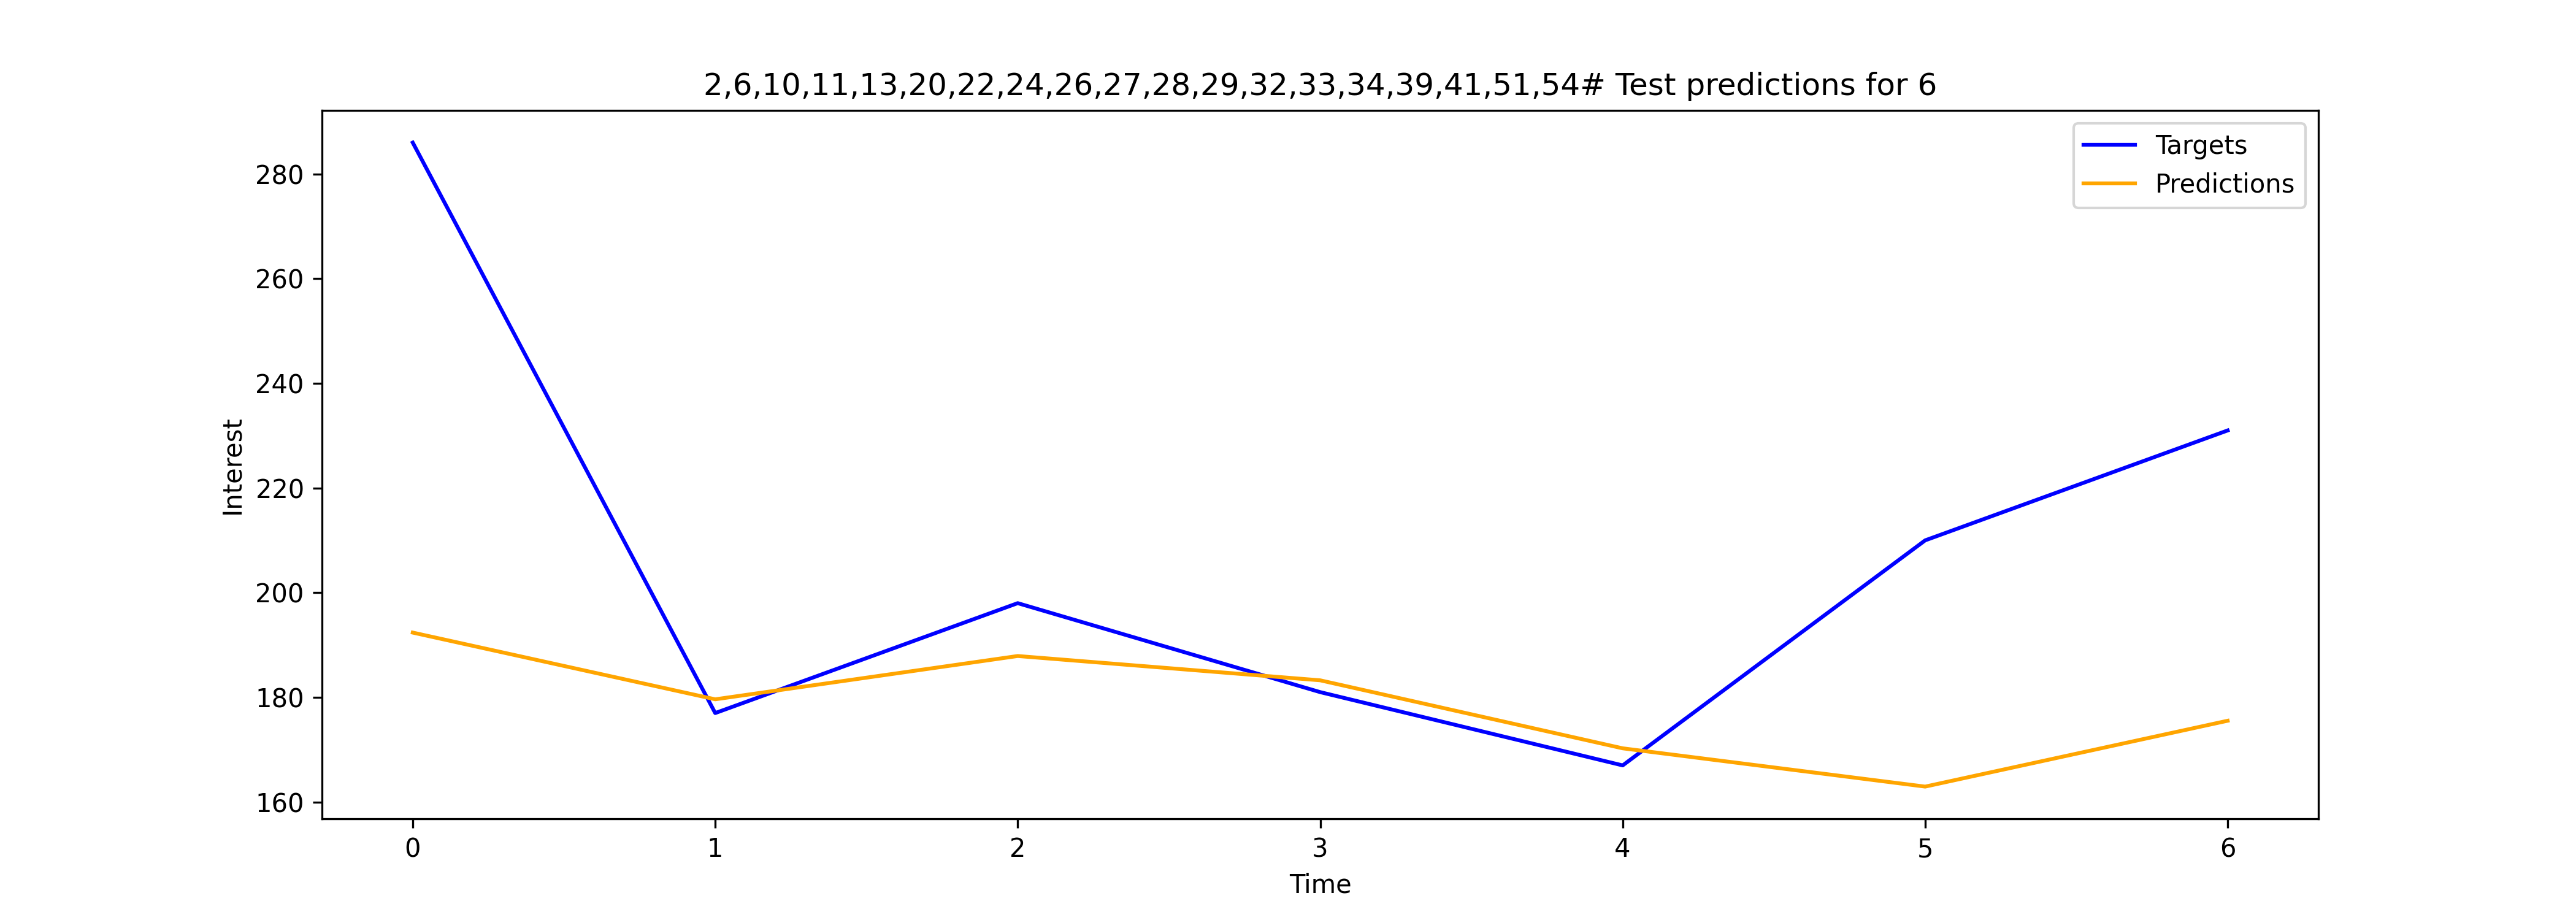 2,6,10,11,13,20,22,24,26,27,28,29,32,33,34,39,41,51,54# Test predictions for 6
Targets
Predictions
280
260
240
220
200
180
160
Interest
0 1 2 3 4 5 6
Time